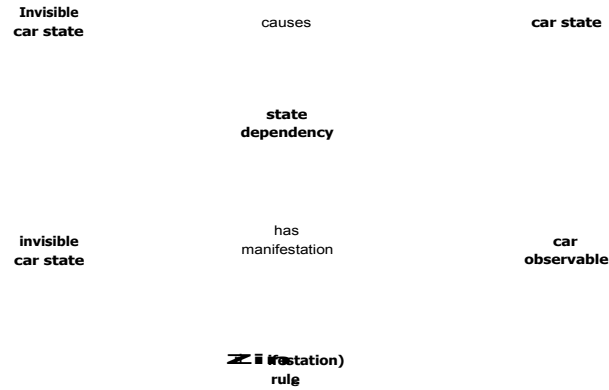 Invisible
car state
causes
car state
state
dependency
invisible
car state
has
manifestation
car
observable
rule